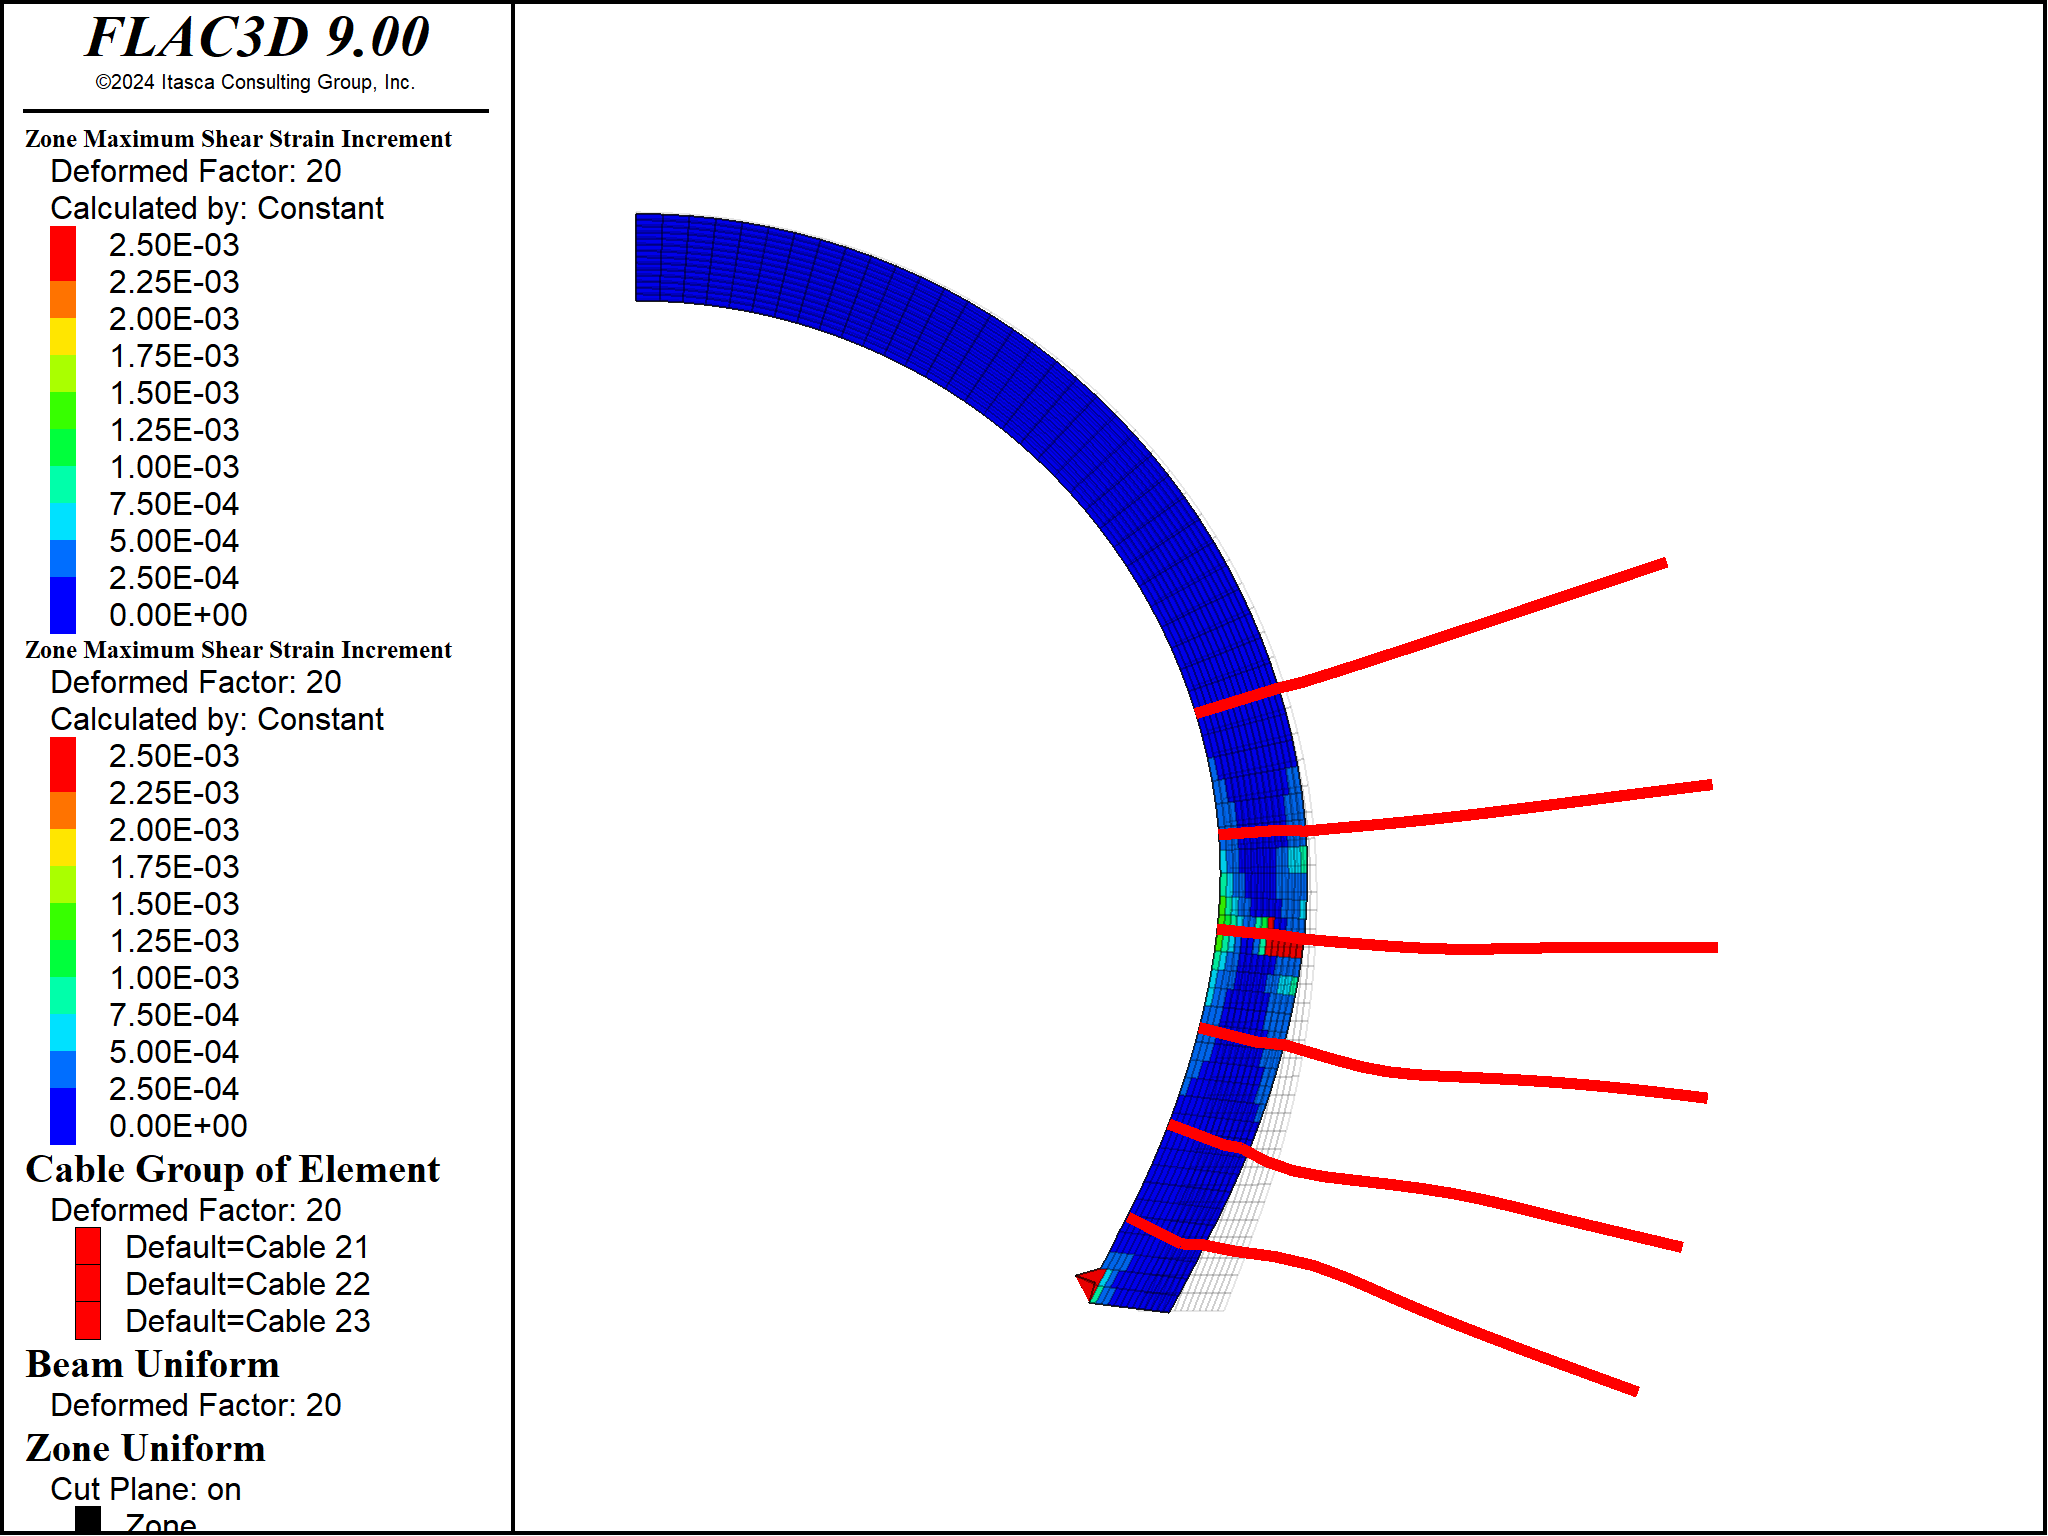 FLAC3D 9.00
©2024 Itasca Consulting Group, Inc.
Zone Maximum Shear Strain Increment
Deformed Factor: 20
Calculated by: Constant
2.50E-03
2.25E-03
2.00E-03
1.75E-03
1.50E-03
1.25E-03
1.00E-03
7.50E-04
5.00E-04
2.50E-04
0.00E+00
Zone Maximum Shear Strain Increment
Deformed Factor: 20
Calculated by: Constant
2.50E-03
2.25E-03
2.00E-03
1.75E-03
1.50E-03
1.25E-03
1.00E-03
7.50E-04
5.00E-04
2.50E-04
0.00E+00
Cable Group of Element
Deformed Factor: 20
Default=Cable 21
Default=Cable 22
Default=Cable 23
Beam Uniform
Deformed Factor: 20
Zone Uniform
Cut Plane: on
Zone